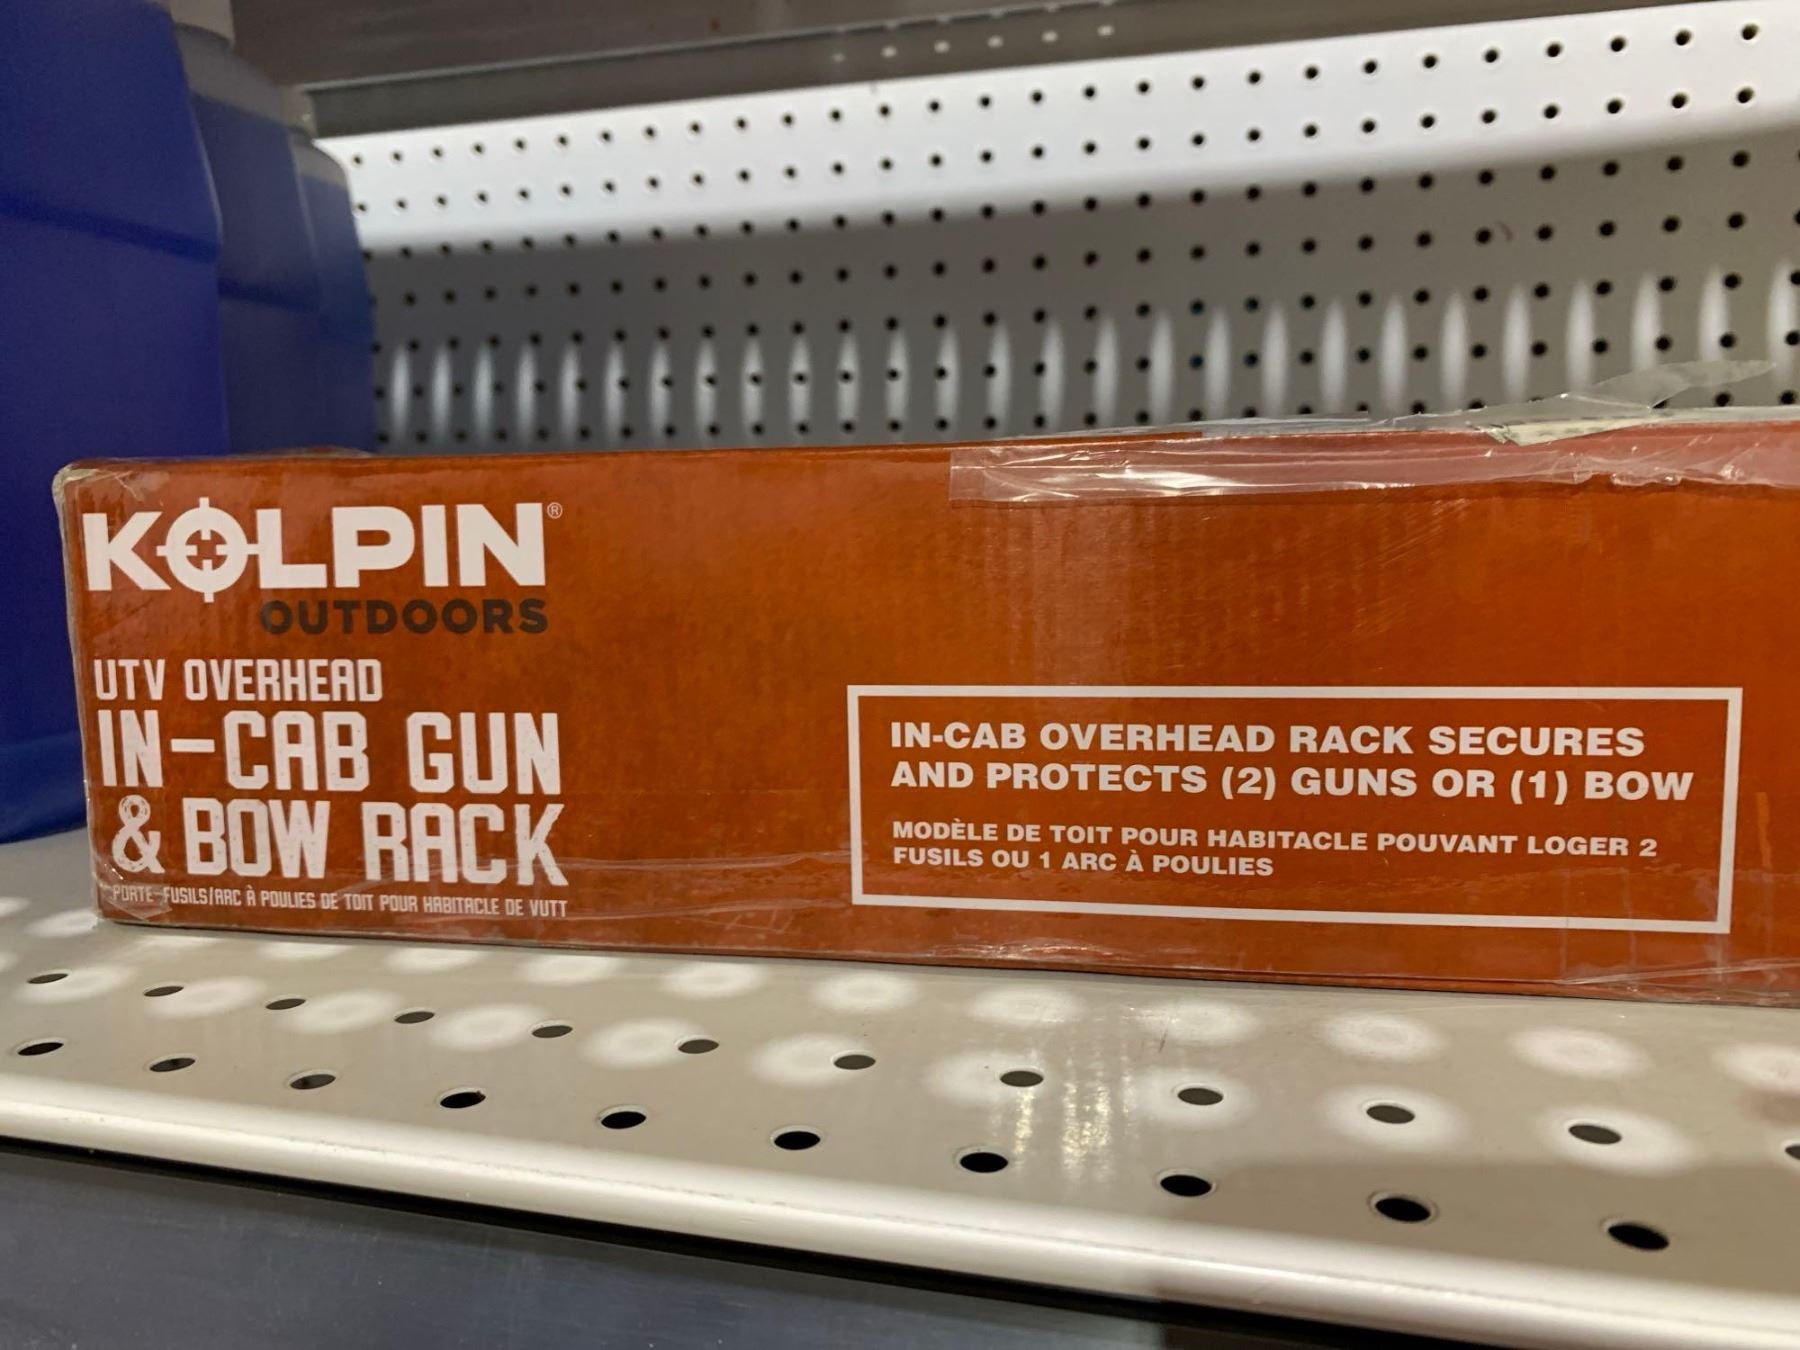 KOLPIN®
OUTDOORS
UTV OVERHEAD
IN-CAB GUN
& BOW RACK
PORTE-FUSILS/ARC À POULIES DE TOIT POUR HABITACLE DE VUTT
IN-CAB OVERHEAD RACK SECURES
AND PROTECTS (2) GUNS OR (1) BOW
MODÈLE DE TOIT POUR HABITACLE POUVANT LOGER 2
FUSILS OU 1 ARC À POULIES